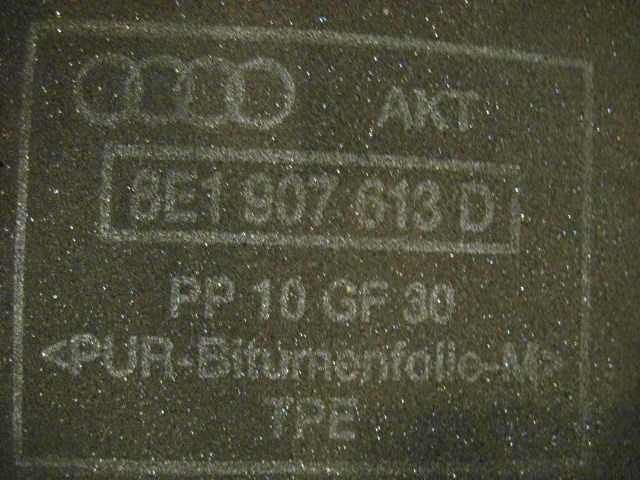 AKT
8E1 907 613 D
PP 10 GF 30
<PUR-Bitumenfolie-M>
TPE